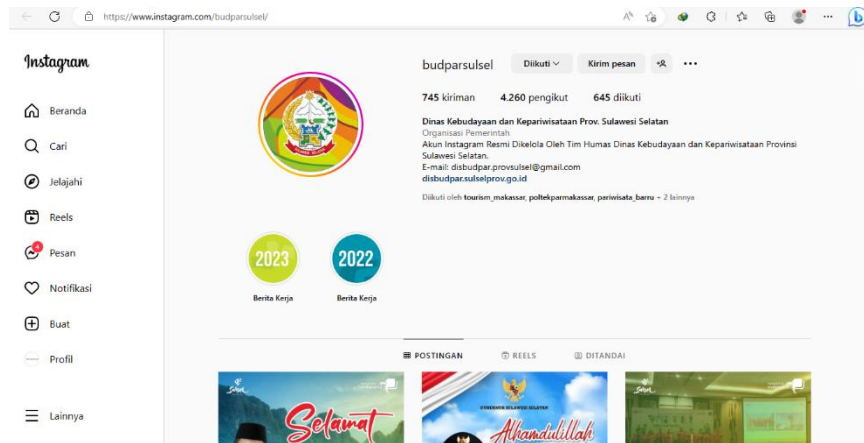 https://www.instagram.com/budparsulsel/
Instagram
Beranda
Cari
Jelajahi
Reels
4
Pesan
Notifikasi
Buat
Profil
Lainnya
budparsulsel
Diikuti
Kirim pesan
745 kiriman 4.260 pengikut 645 diikuti
Dinas Kebudayaan dan Kepariwisataan Prov. Sulawesi Selatan
Organisasi Pemerintah
Akun Instagram Resmi Dikelola Oleh Tim Humas Dinas Kebudayaan dan Kepariwisataan Provinsi
Sulawesi Selatan.
E-mail: disbudpar.provsulsel@gmail.com
disbudpar.sulselprov.go.id
Diikuti oleh tourism_makassar, poltekparmakassar, pariwisata_barru + 2 lainnya
2023
2022
Berita Kerja
Berita Kerja
POSTINGAN
REELS
DITANDAI
Selamat
GUBERNUR SULAWESI SELATAN
Alhamdulillah